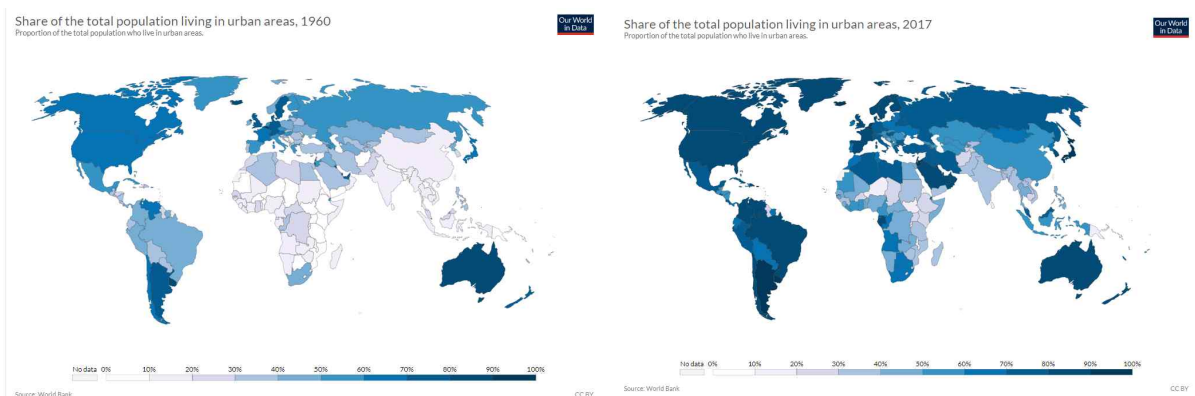 Share of the total population living in urban areas, 1960
Proportion of the total population who live in urban areas.
Our World
in Data
No data 0% 10% 20% 30% 40% 50% 60% 70% 80% 90% 100%
Source: World Bank
CC BY
Share of the total population living in urban areas, 2017
Proportion of the total population who live in urban areas.
Our World
in Data
No data 0% 10% 20% 30% 40% 50% 60% 70% 80% 90% 100%
Source: World Bank
CC BY